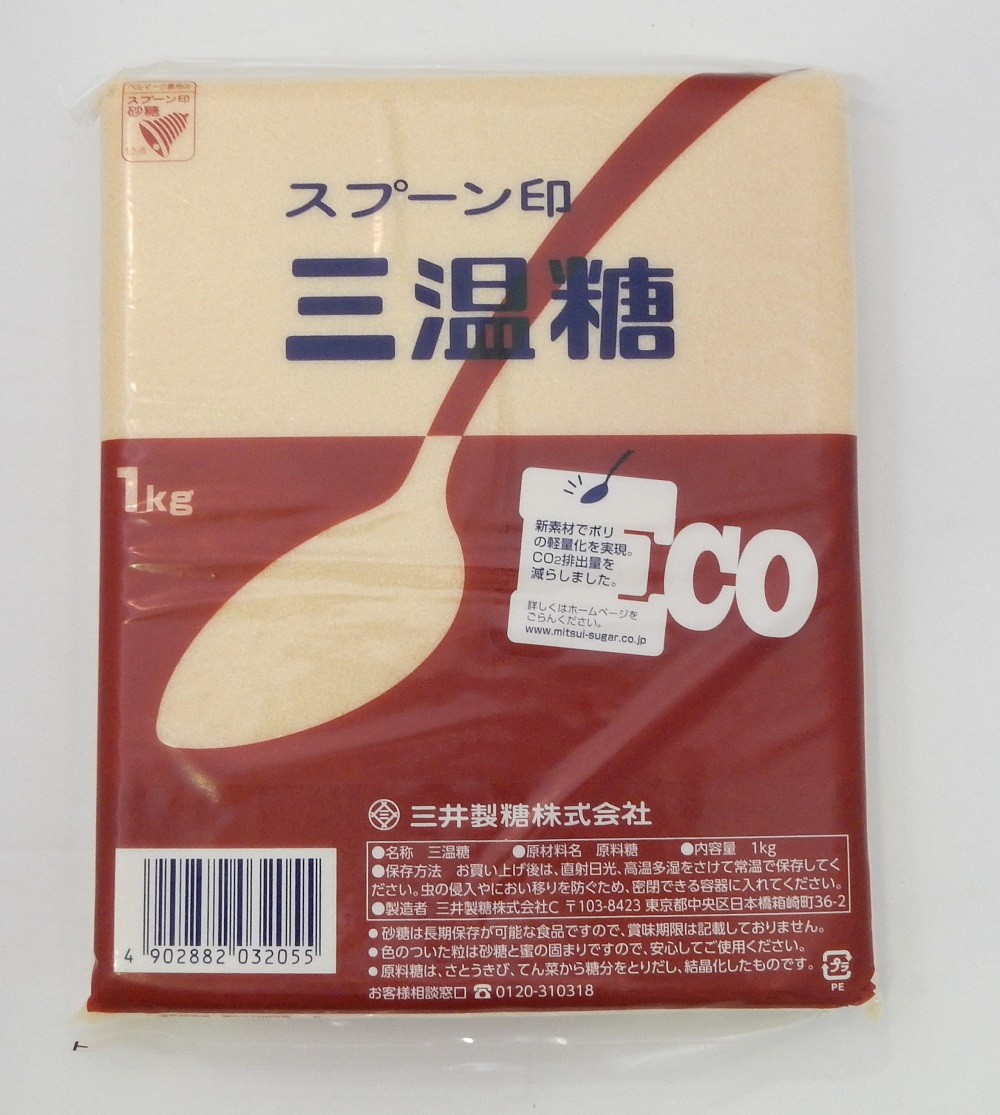 スプーン印
砂糖
スプーン印
三温糖
1kg
新素材でポリ
の軽量化を実現。
CO2排出量を
減らしました。
詳しくはホームページを
ごらんください。
www.mitsui-sugar.co.jp
ECO
三井製糖株式会社
●名称 三温糖 ●原材料名 原料糖 ●内容量 1kg
●保存方法 お買い上げ後は、直射日光、高温多湿をさけて常温で保存してく
ださい。虫の侵入やにおい移りを防ぐため、密閉できる容器に入れてください。
●製造者 三井製糖株式会社C 〒103-8423 東京都中央区日本橋箱崎町36-2
●砂糖は長期保存が可能な食品ですので、賞味期限は記載しておりません。
●色のついた粒は砂糖と蜜の固まりですので、安心してご使用ください。
●原料糖は、さとうきび、てん菜から糖分をとりだし、結晶化したものです。
お客様相談窓口 ☎0120-310318
プラ
PE
4 902882 032055